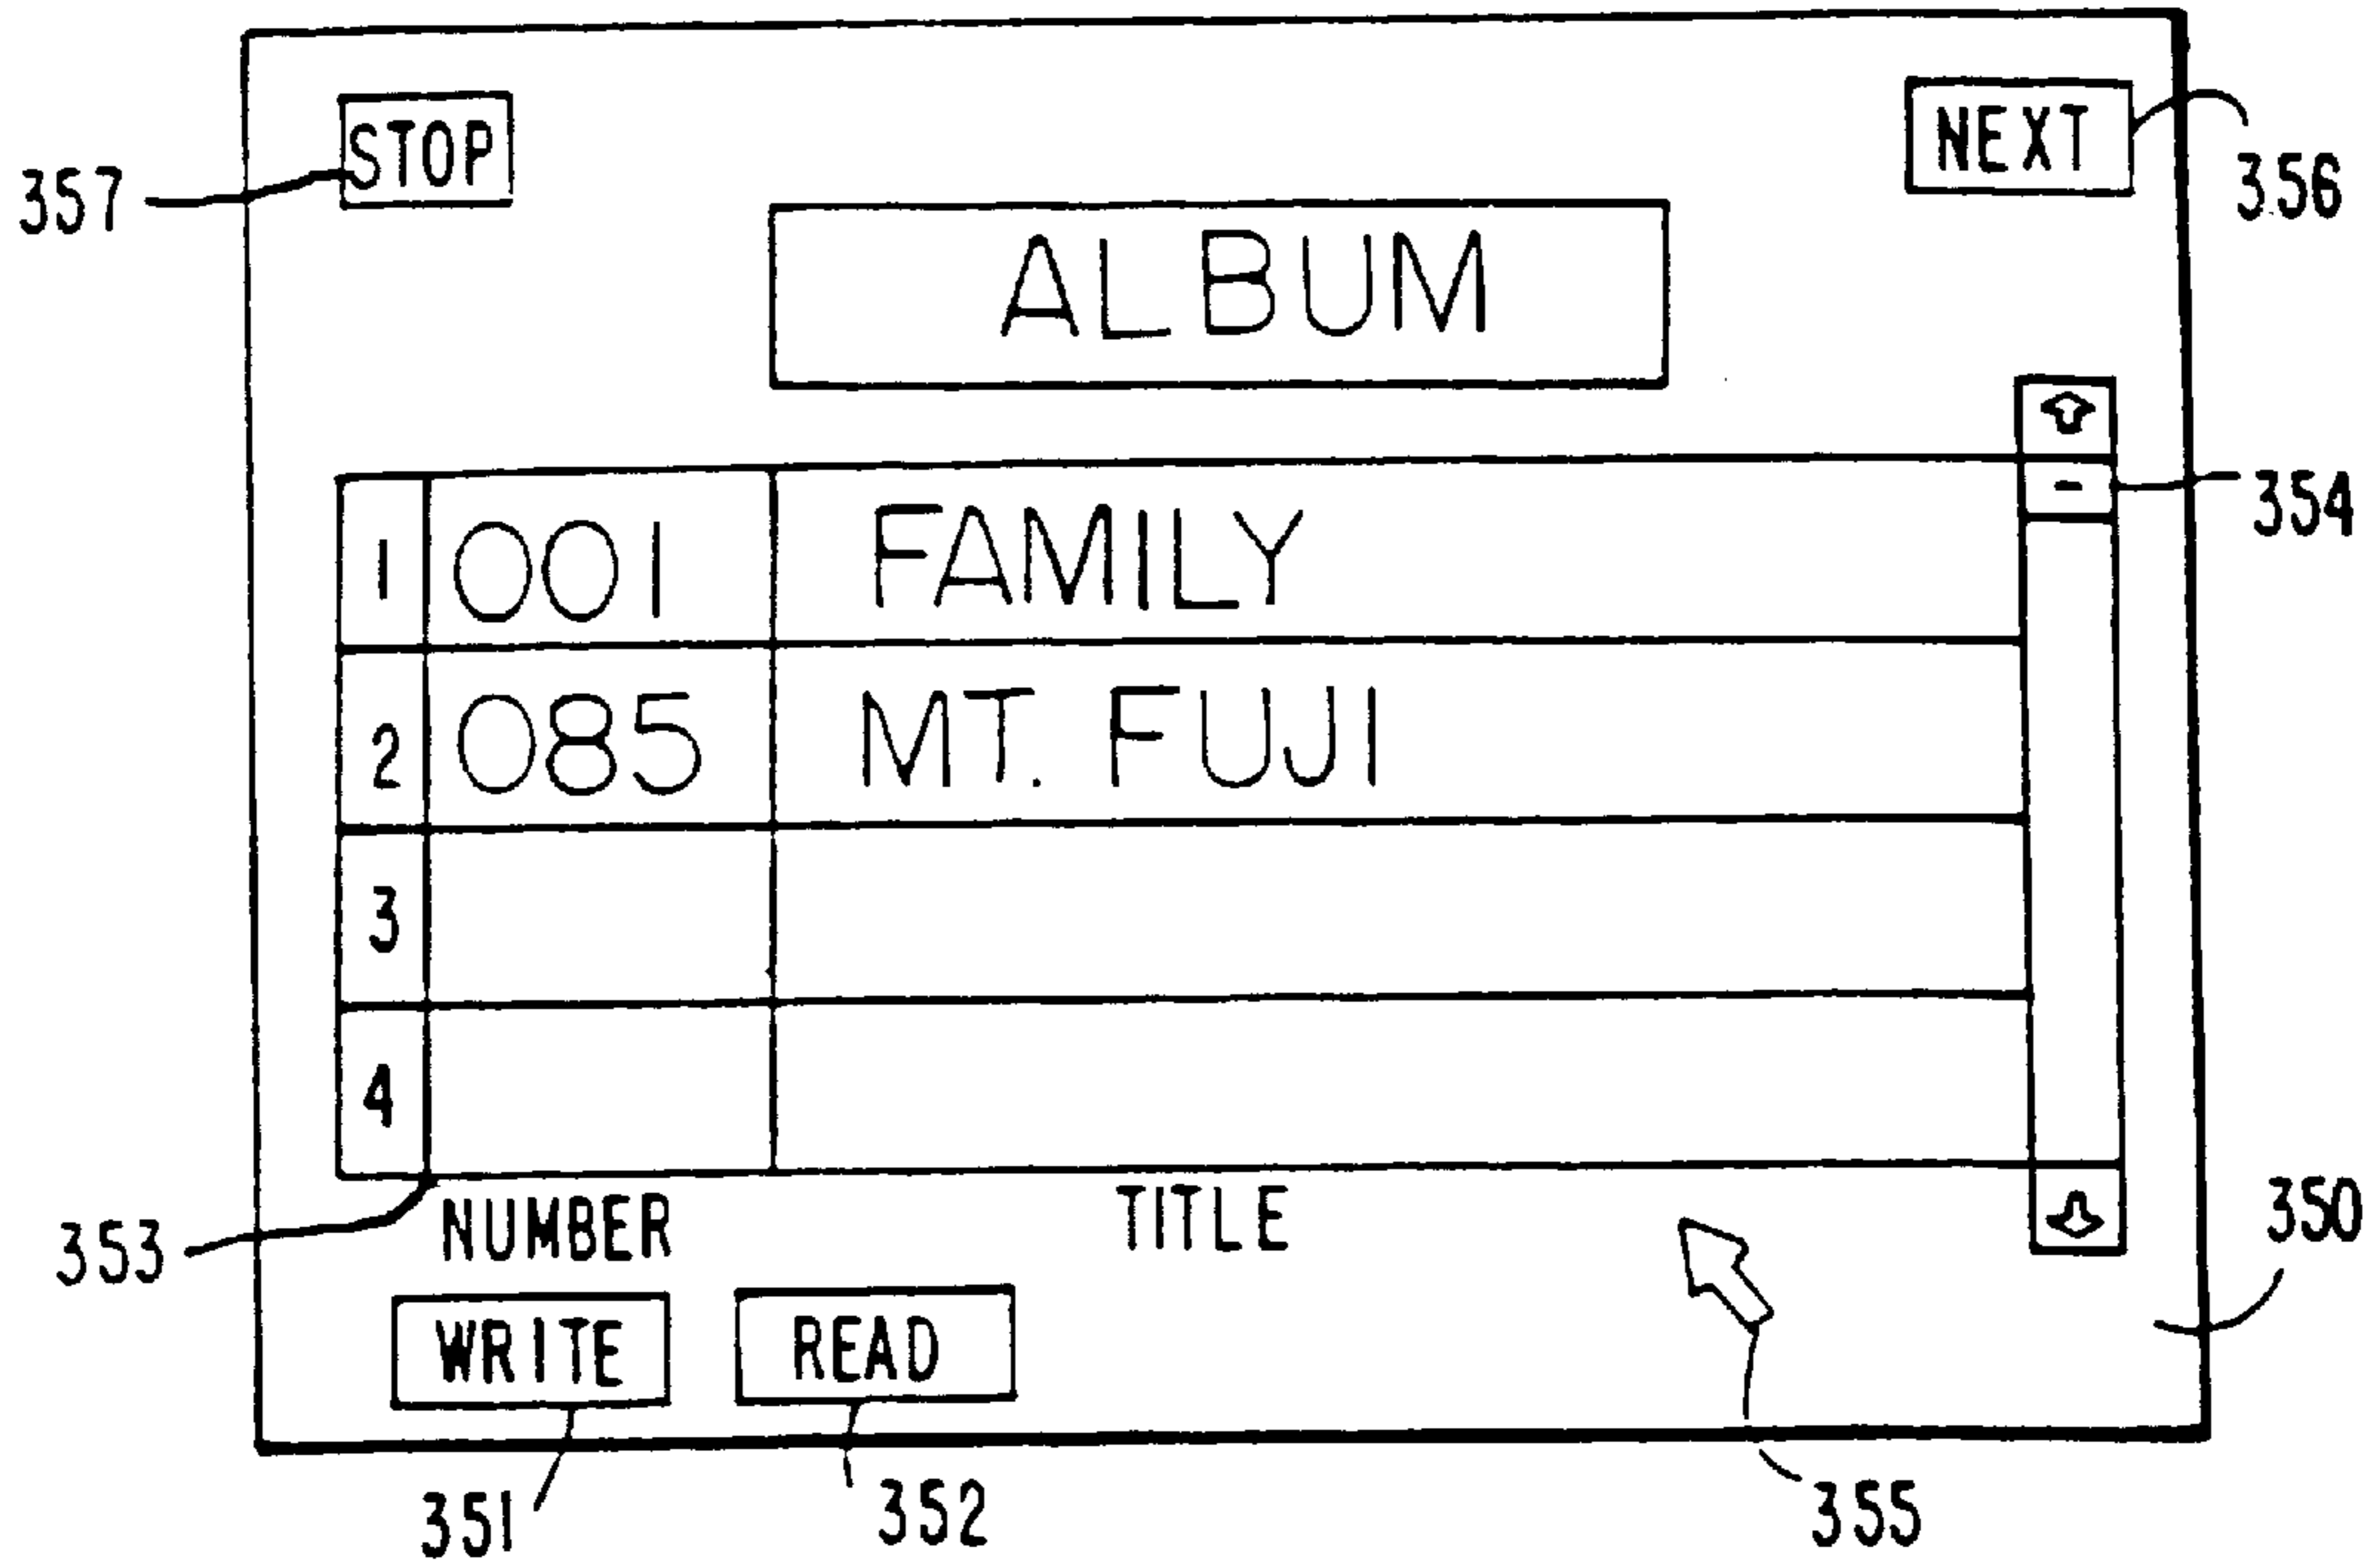 STOP
NEXT
357
356
ALBUM
354
1 001 FAMILY
2 085 MT. FUJI
3
4
350
353
NUMBER TITLE
WRITE READ
351 352 355